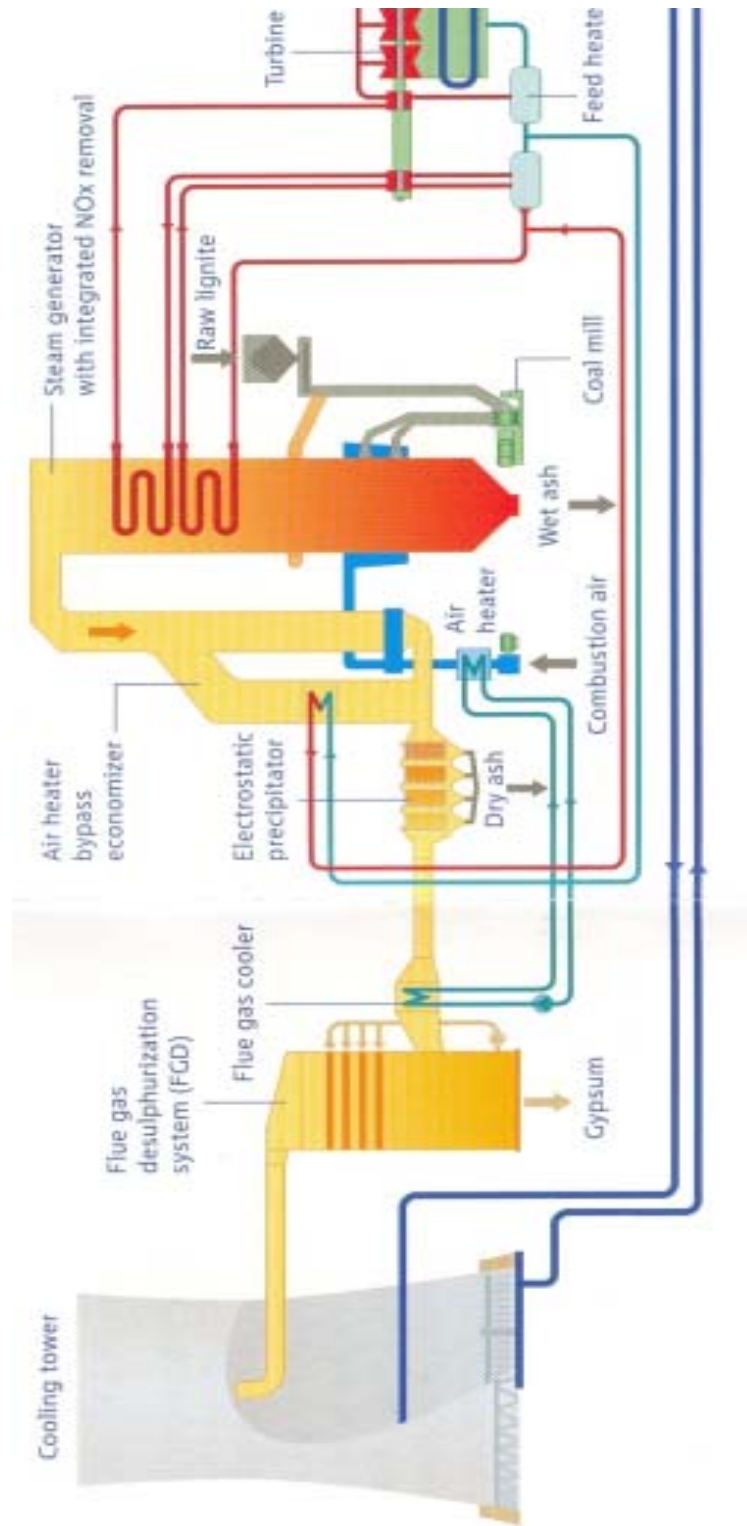 Cooling tower
Flue gas
desulphurization
system (FGD)
Flue gas cooler
Gypsum
Air heater
bypass
economizer
Electrostatic
precipitator
Dry ash
Steam generator
with integrated NOx removal
Air
heater
Combustion air
Wet ash
Raw lignite
Coal mill
Turbine
Feed heate